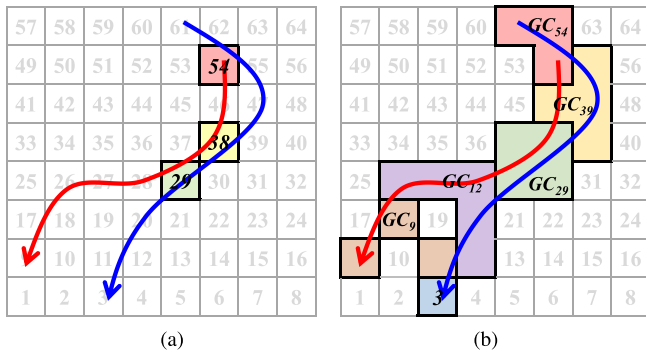 57 58 59 60 61 62 63 64
49 50 51 52 53 54 55 56
41 42 43 44 45 47 48
33 34 35 36 37 38 39 40
25 26 27 28 29 30 31 32
17 18 19 20 21 22 23 24
10 11 12 13 14 15 16
1 2 3 4 5 6 7 8
(a)
57 58 59 60 GC54 63 64
49 50 51 52 53 56
41 42 43 44 45 GC39 48
33 34 35 36 40
25 GC12 GC29 31 32
17 GC9 19 21 22 23 24
10 13 14 15 16
1 2 3 4 5 6 7 8
(b)